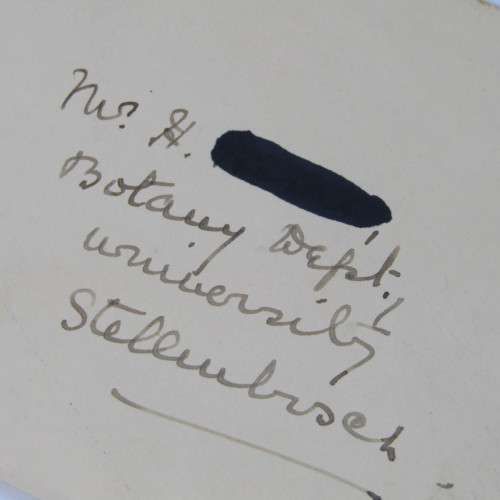 Mr. H.
Botany Dept.,
University
Stellenbosch.